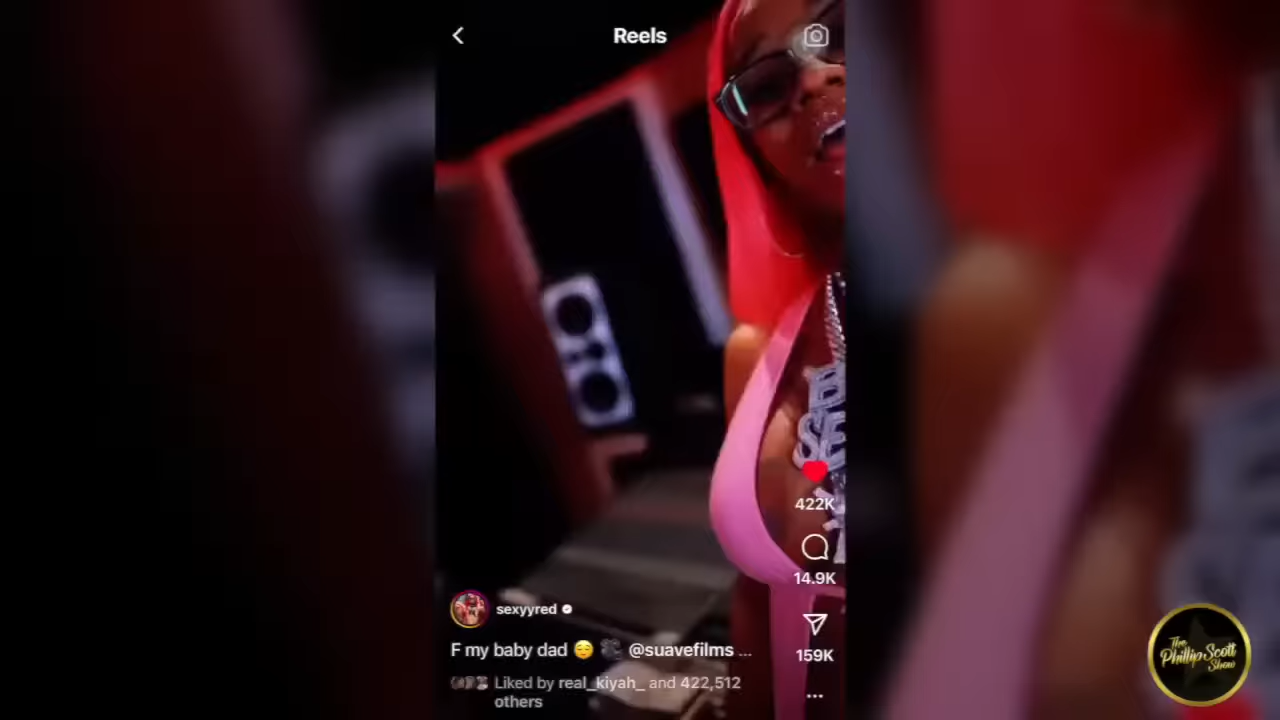 Reels
422K
14.9K
159K
sexyyred
F my baby dad 😌 🎥 @suavefilms ...
Liked by real_kiyah_ and 422,512
others
The
Phillip Scott
Show